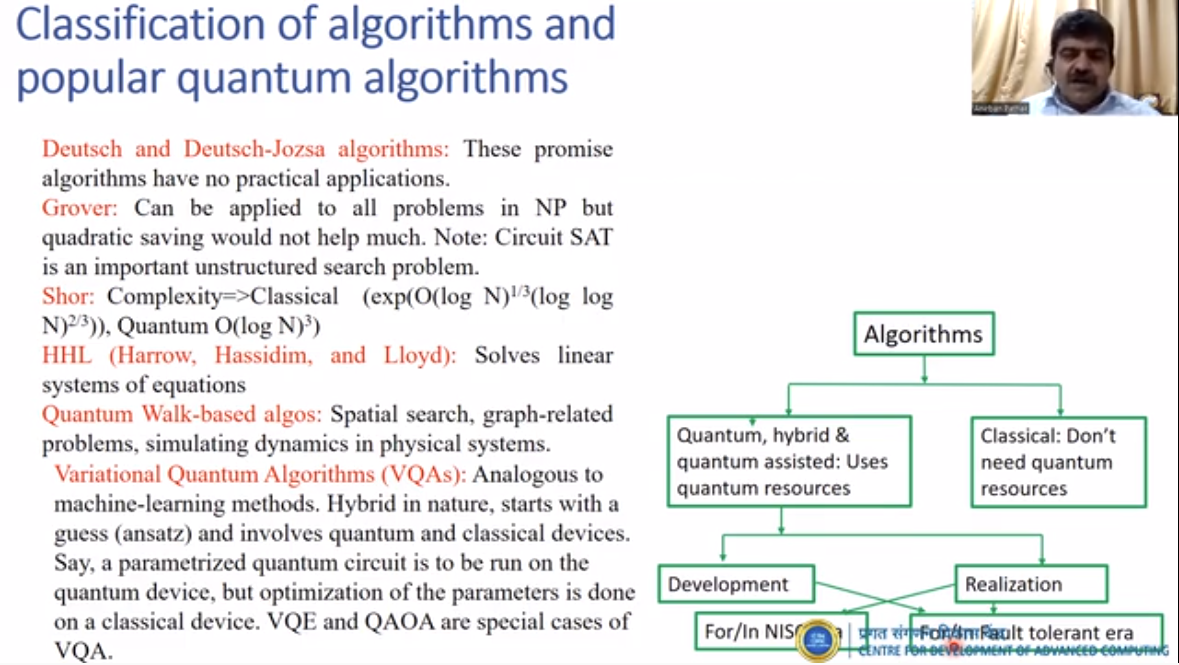 Classification of algorithms and
popular quantum algorithms
Anirban Pathak
Deutsch and Deutsch-Jozsa algorithms: These promise
algorithms have no practical applications.
Grover: Can be applied to all problems in NP but
quadratic saving would not help much. Note: Circuit SAT
is an important unstructured search problem.
Shor: Complexity=>Classical (exp(O(log N)^1/3(log log
N)^2/3)), Quantum O(log N)^3)
HHL (Harrow, Hassidim, and Lloyd): Solves linear
systems of equations
Quantum Walk-based algos: Spatial search, graph-related
problems, simulating dynamics in physical systems.
Variational Quantum Algorithms (VQAs): Analogous to
machine-learning methods. Hybrid in nature, starts with a
guess (ansatz) and involves quantum and classical devices.
Say, a parametrized quantum circuit is to be run on the
quantum device, but optimization of the parameters is done
on a classical device. VQE and QAOA are special cases of
VQA.
Algorithms
Quantum, hybrid &
quantum assisted: Uses
quantum resources
Classical: Don't
need quantum
resources
Development
Realization
For/In
For/In Fault tolerant era
प्रगत
CENTRE FOR DEVELOPMENT OF ADVANCED COMPUTING